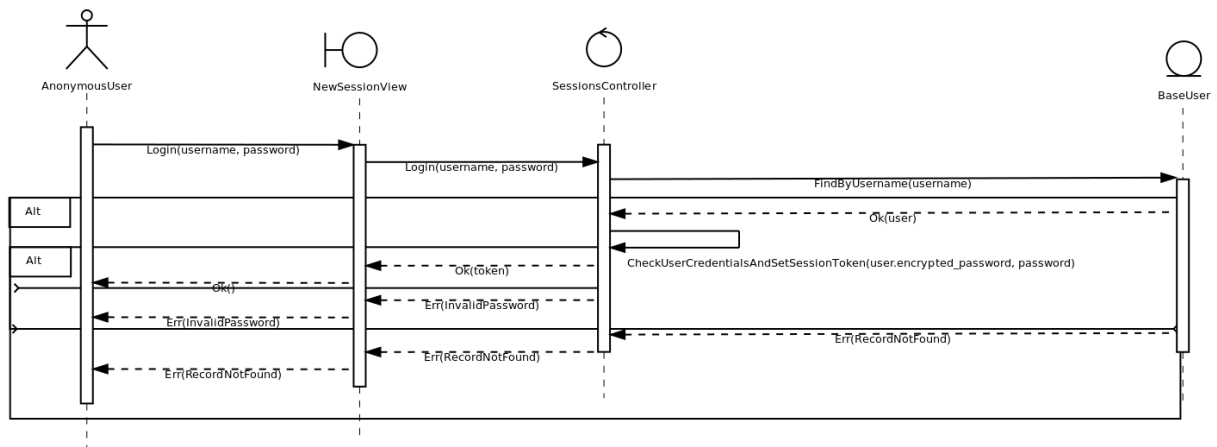 AnonymousUser
NewSessionView
SessionsController
BaseUser
Login(username, password)
Login(username, password)
FindByUsername(username)
Alt
Ok(user)
Alt
CheckUserCredentialsAndSetSessionToken(user.encrypted_password, password)
Ok(token)
Ok()
Err(InvalidPassword)
Err(InvalidPassword)
Err(RecordNotFound)
Err(RecordNotFound)
Err(RecordNotFound)